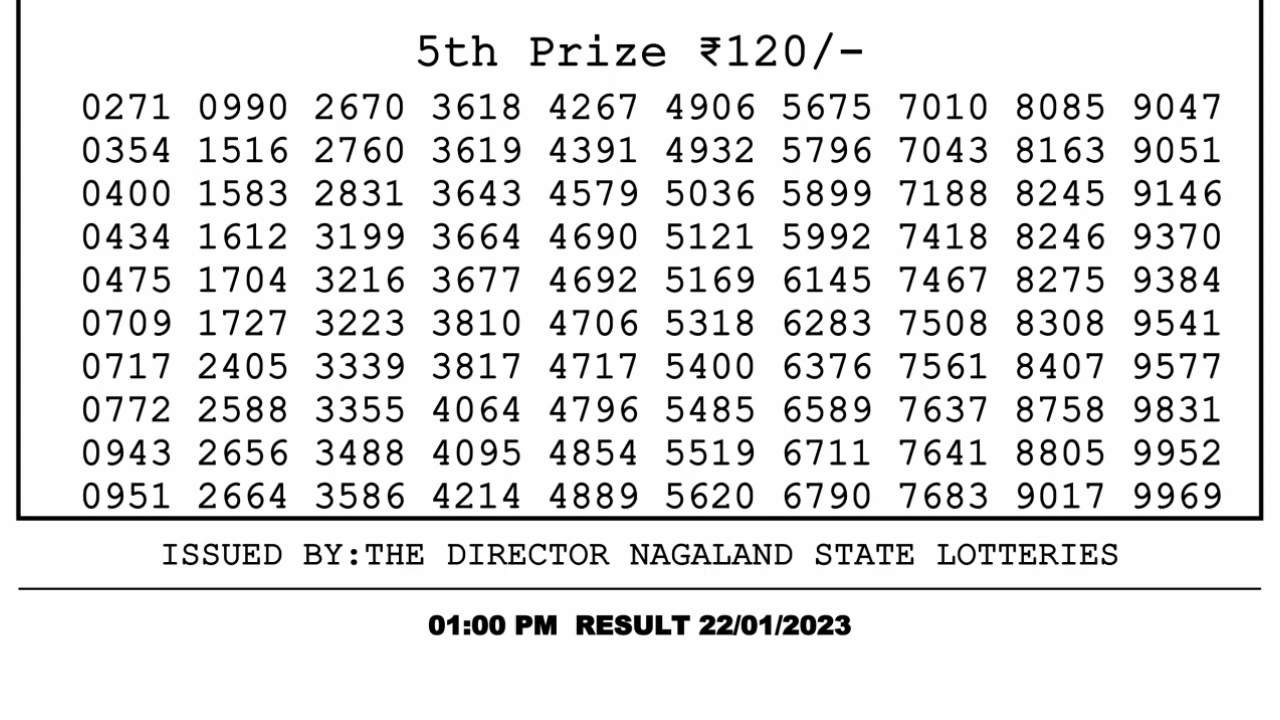 5th Prize ₹120/-
0271 0990 2670 3618 4267 4906 5675 7010 8085 9047
0354 1516 2760 3619 4391 4932 5796 7043 8163 9051
0400 1583 2831 3643 4579 5036 5899 7188 8245 9146
0434 1612 3199 3664 4690 5121 5992 7418 8246 9370
0475 1704 3216 3677 4692 5169 6145 7467 8275 9384
0709 1727 3223 3810 4706 5318 6283 7508 8308 9541
0717 2405 3339 3817 4717 5400 6376 7561 8407 9577
0772 2588 3355 4064 4796 5485 6589 7637 8758 9831
0943 2656 3488 4095 4854 5519 6711 7641 8805 9952
0951 2664 3586 4214 4889 5620 6790 7683 9017 9969
ISSUED BY:THE DIRECTOR NAGALAND STATE LOTTERIES
01:00 PM RESULT 22/01/2023